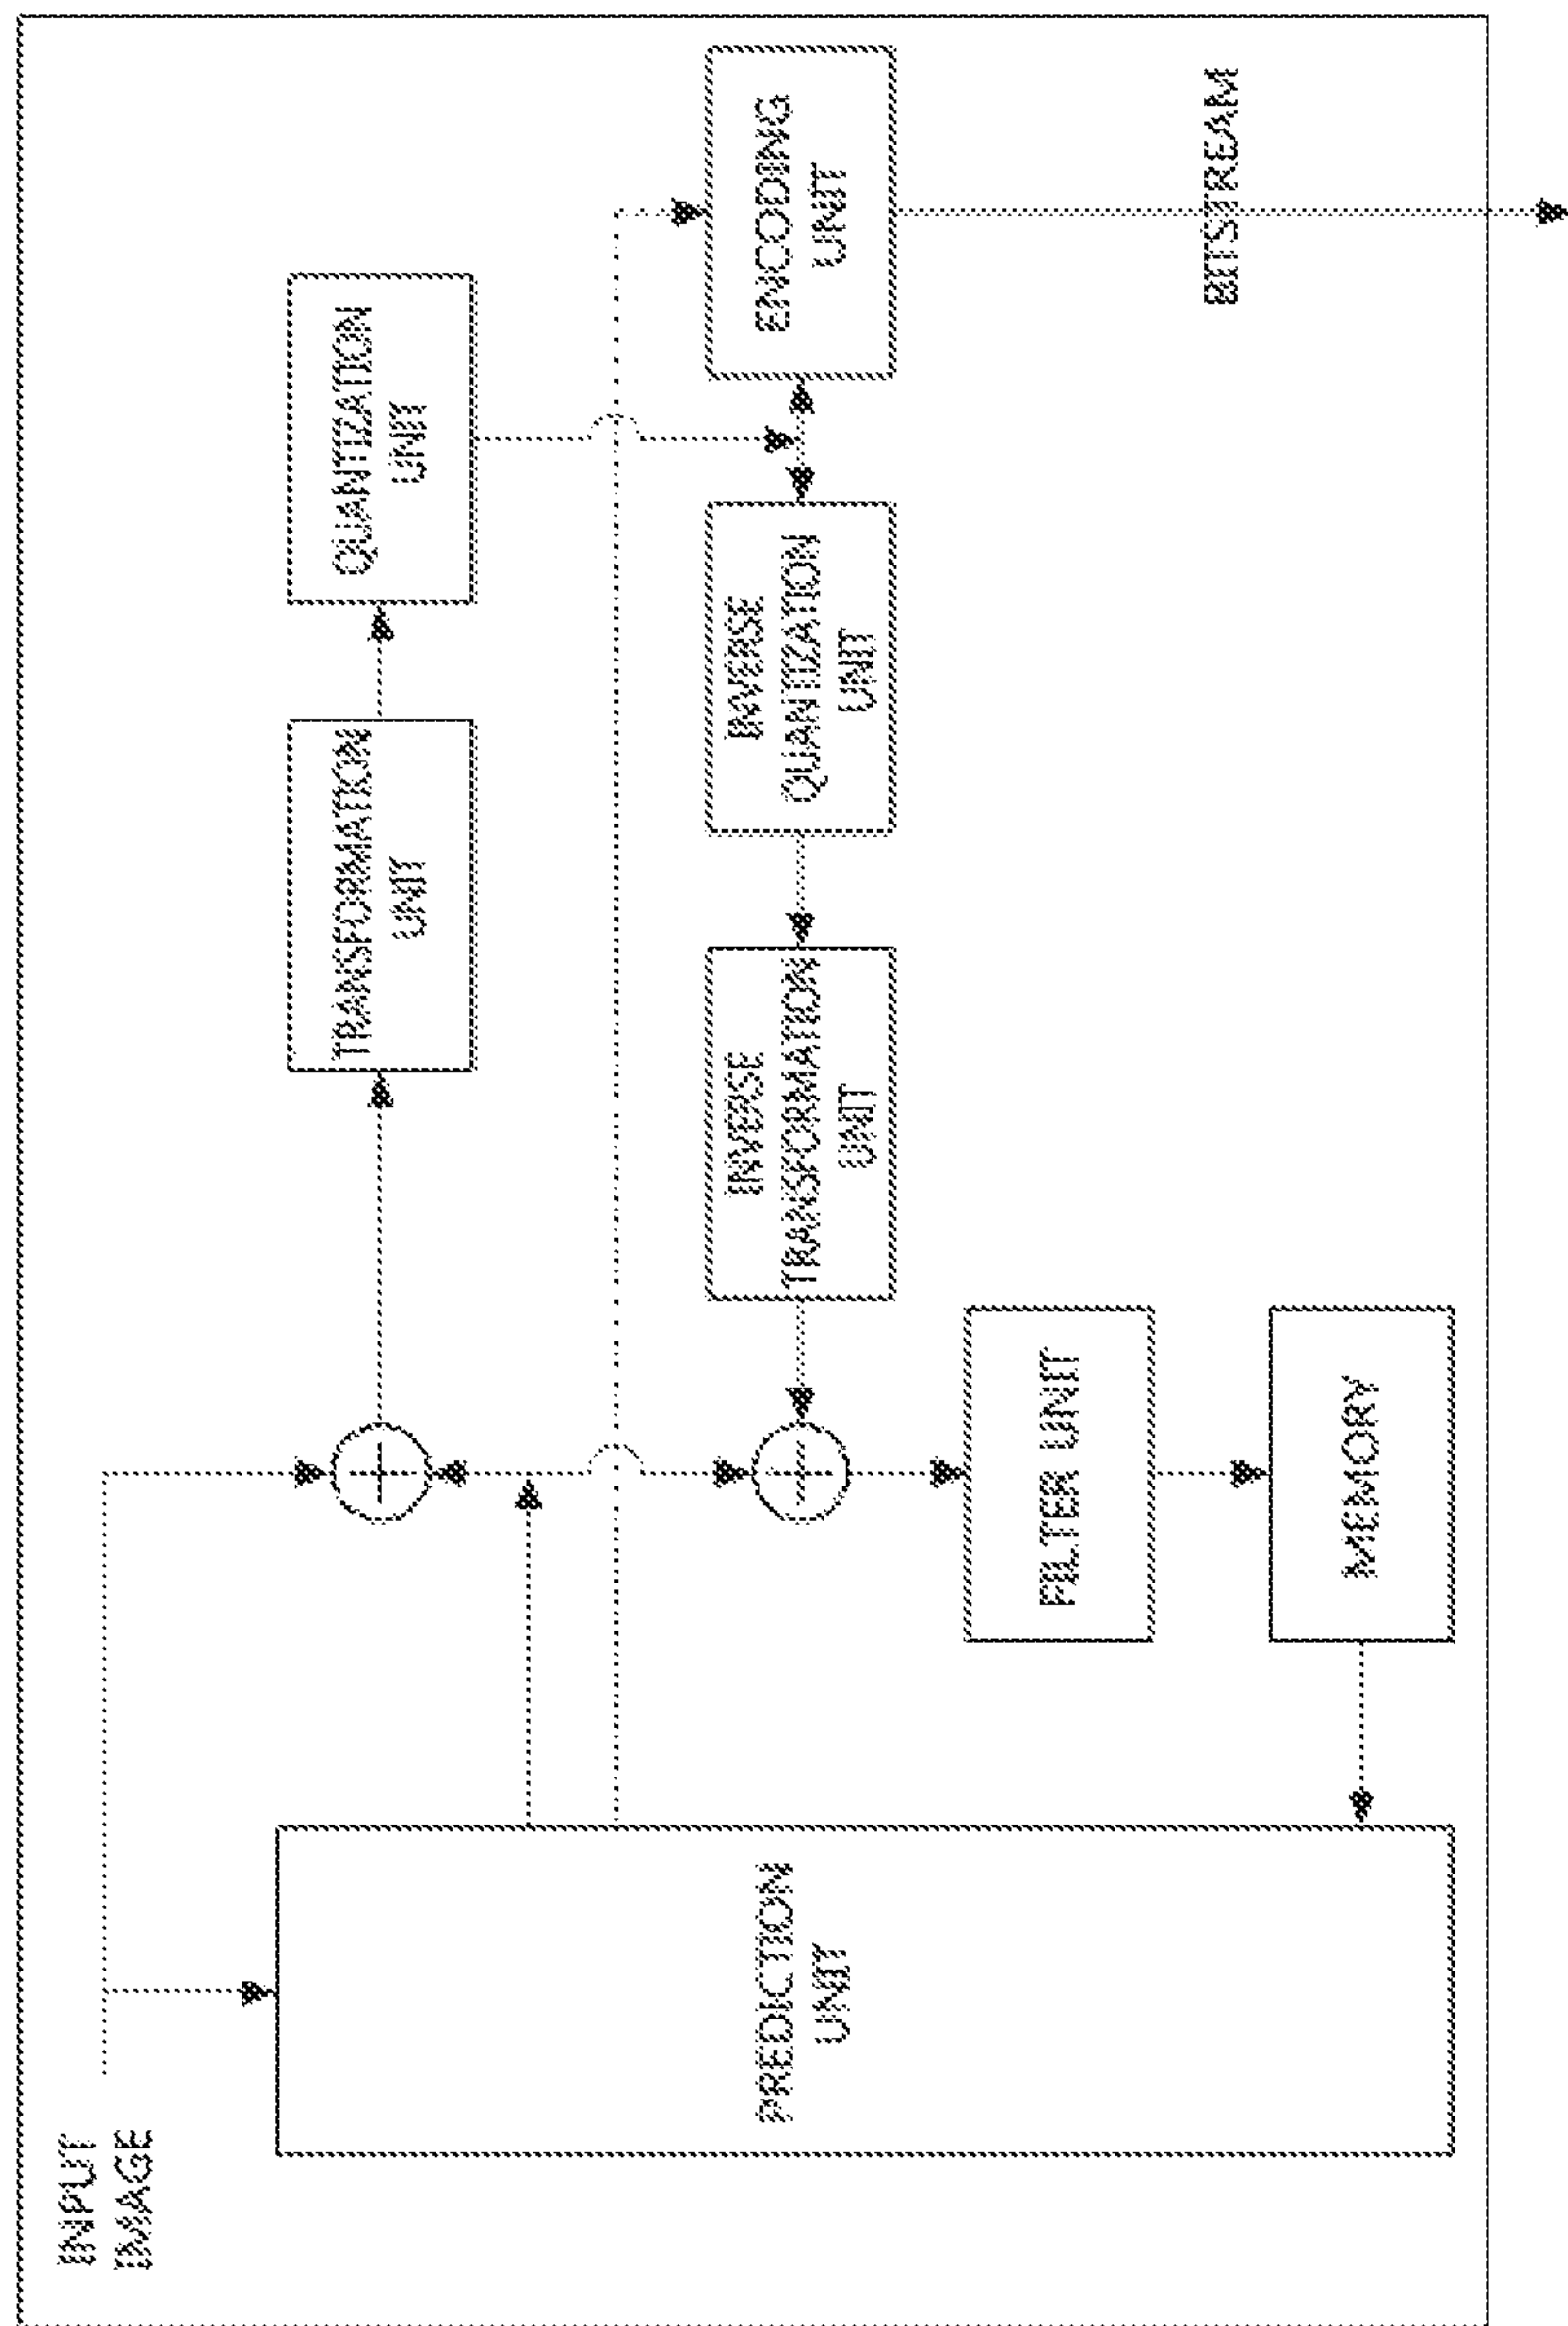 INPUT
IMAGE
TRANSFORMATION
UNIT
QUANTIZATION
UNIT
PREDICTION
UNIT
INVERSE
TRANSFORMATION
UNIT
INVERSE
QUANTIZATION
UNIT
ENCODING
UNIT
FILTER UNIT
MEMORY
BITSTREAM